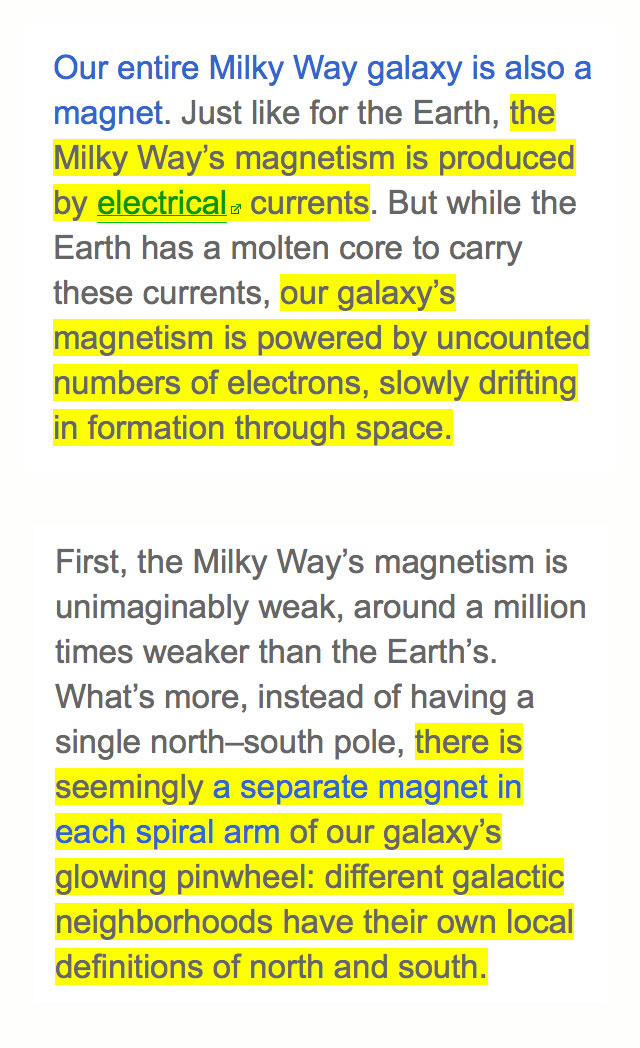 Our entire Milky Way galaxy is also a
magnet. Just like for the Earth, the
Milky Way’s magnetism is produced
by electrical currents. But while the
Earth has a molten core to carry
these currents, our galaxy’s
magnetism is powered by uncounted
numbers of electrons, slowly drifting
in formation through space.
First, the Milky Way’s magnetism is
unimaginably weak, around a million
times weaker than the Earth’s.
What’s more, instead of having a
single north–south pole, there is
seemingly a separate magnet in
each spiral arm of our galaxy’s
glowing pinwheel: different galactic
neighborhoods have their own local
definitions of north and south.